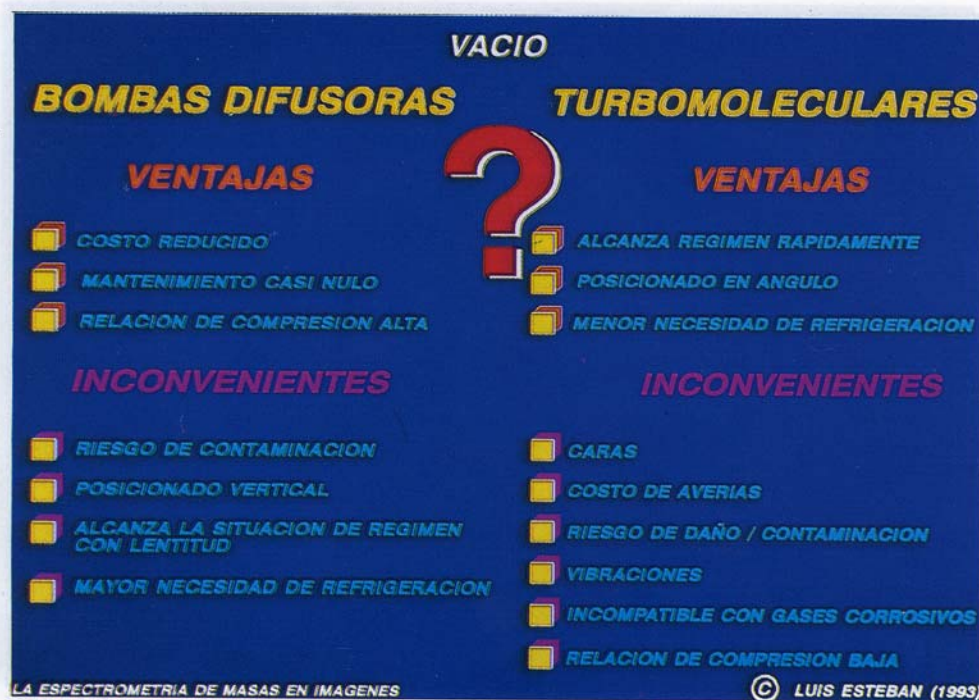 VACIO
BOMBAS DIFUSORAS
VENTAJAS
COSTO REDUCIDO
MANTENIMIENTO CASI NULO
RELACION DE COMPRESION ALTA
INCONVENIENTES
RIESGO DE CONTAMINACION
POSICIONADO VERTICAL
ALCANZA LA SITUACION DE REGIMEN
CON LENTITUD
MAYOR NECESIDAD DE REFRIGERACION
?
TURBOMOLECULARES
VENTAJAS
ALCANZA REGIMEN RAPIDAMENTE
POSICIONADO EN ANGULO
MENOR NECESIDAD DE REFRIGERACION
INCONVENIENTES
CARAS
COSTO DE AVERIAS
RIESGO DE DAÑO / CONTAMINACION
VIBRACIONES
INCOMPATIBLE CON GASES CORROSIVOS
RELACION DE COMPRESION BAJA
LA ESPECTROMETRIA DE MASAS EN IMAGENES
© LUIS ESTEBAN (1993